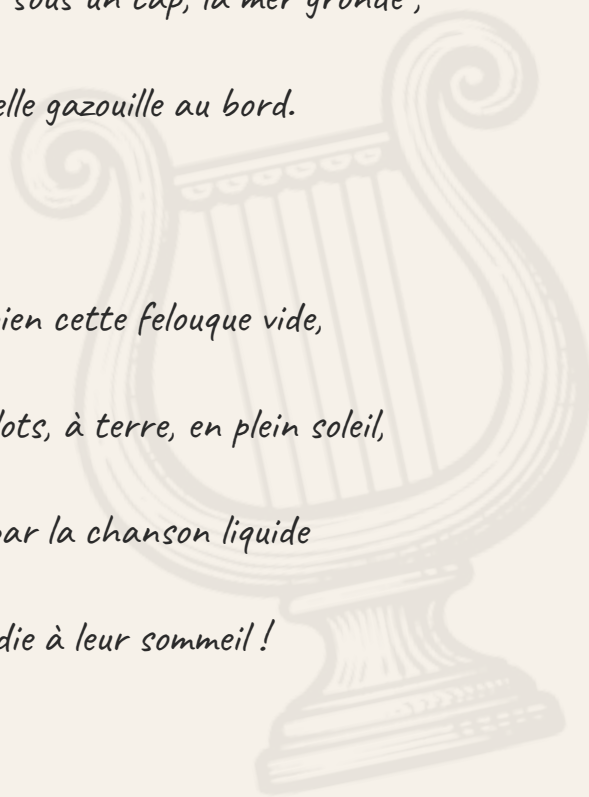 sous un cap, la mer gronde ;
elle gazouille au bord.
ien cette felouque vide,
lots, à terre, en plein soleil,
par la chanson liquide
die à leur sommeil !